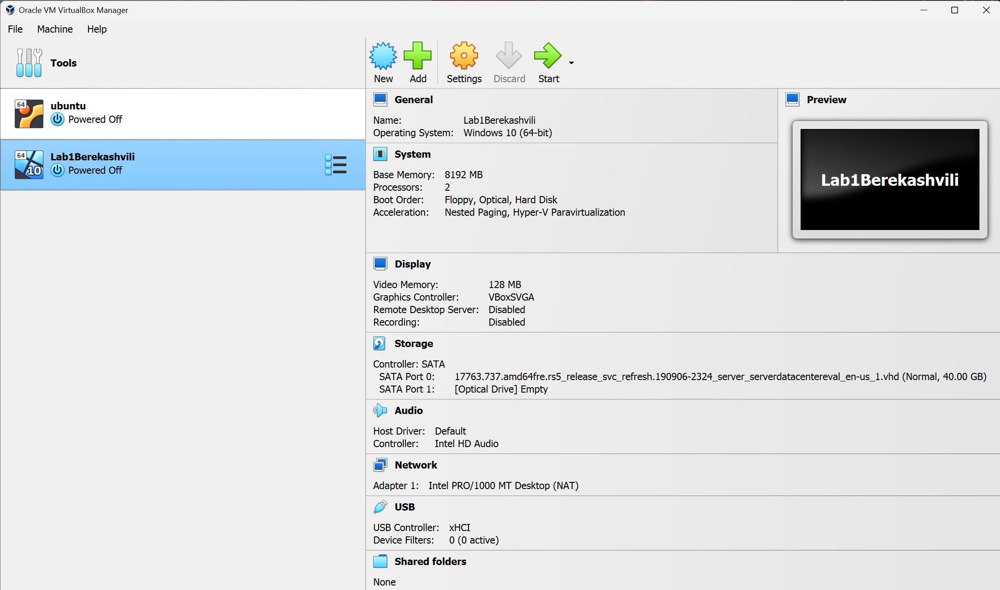 Oracle VM VirtualBox Manager
File Machine Help
Tools
New Add Settings Discard Start
64
ubuntu
Powered Off
64
10
Lab1Berekashvili
Powered Off
General
Name: Lab1Berekashvili
Operating System: Windows 10 (64-bit)
Preview
Lab1Berekashvili
System
Base Memory: 8192 MB
Processors: 2
Boot Order: Floppy, Optical, Hard Disk
Acceleration: Nested Paging, Hyper-V Paravirtualization
Display
Video Memory: 128 MB
Graphics Controller: VBoxSVGA
Remote Desktop Server: Disabled
Recording: Disabled
Storage
Controller: SATA
SATA Port 0: 17763.737.amd64fre.rs5_release_svc_refresh.190906-2324_server_serverdatacentereval_en-us_1.vhd (Normal, 40.00 GB)
SATA Port 1: [Optical Drive] Empty
Audio
Host Driver: Default
Controller: Intel HD Audio
Network
Adapter 1: Intel PRO/1000 MT Desktop (NAT)
USB
USB Controller: xHCI
Device Filters: 0 (0 active)
Shared folders
None